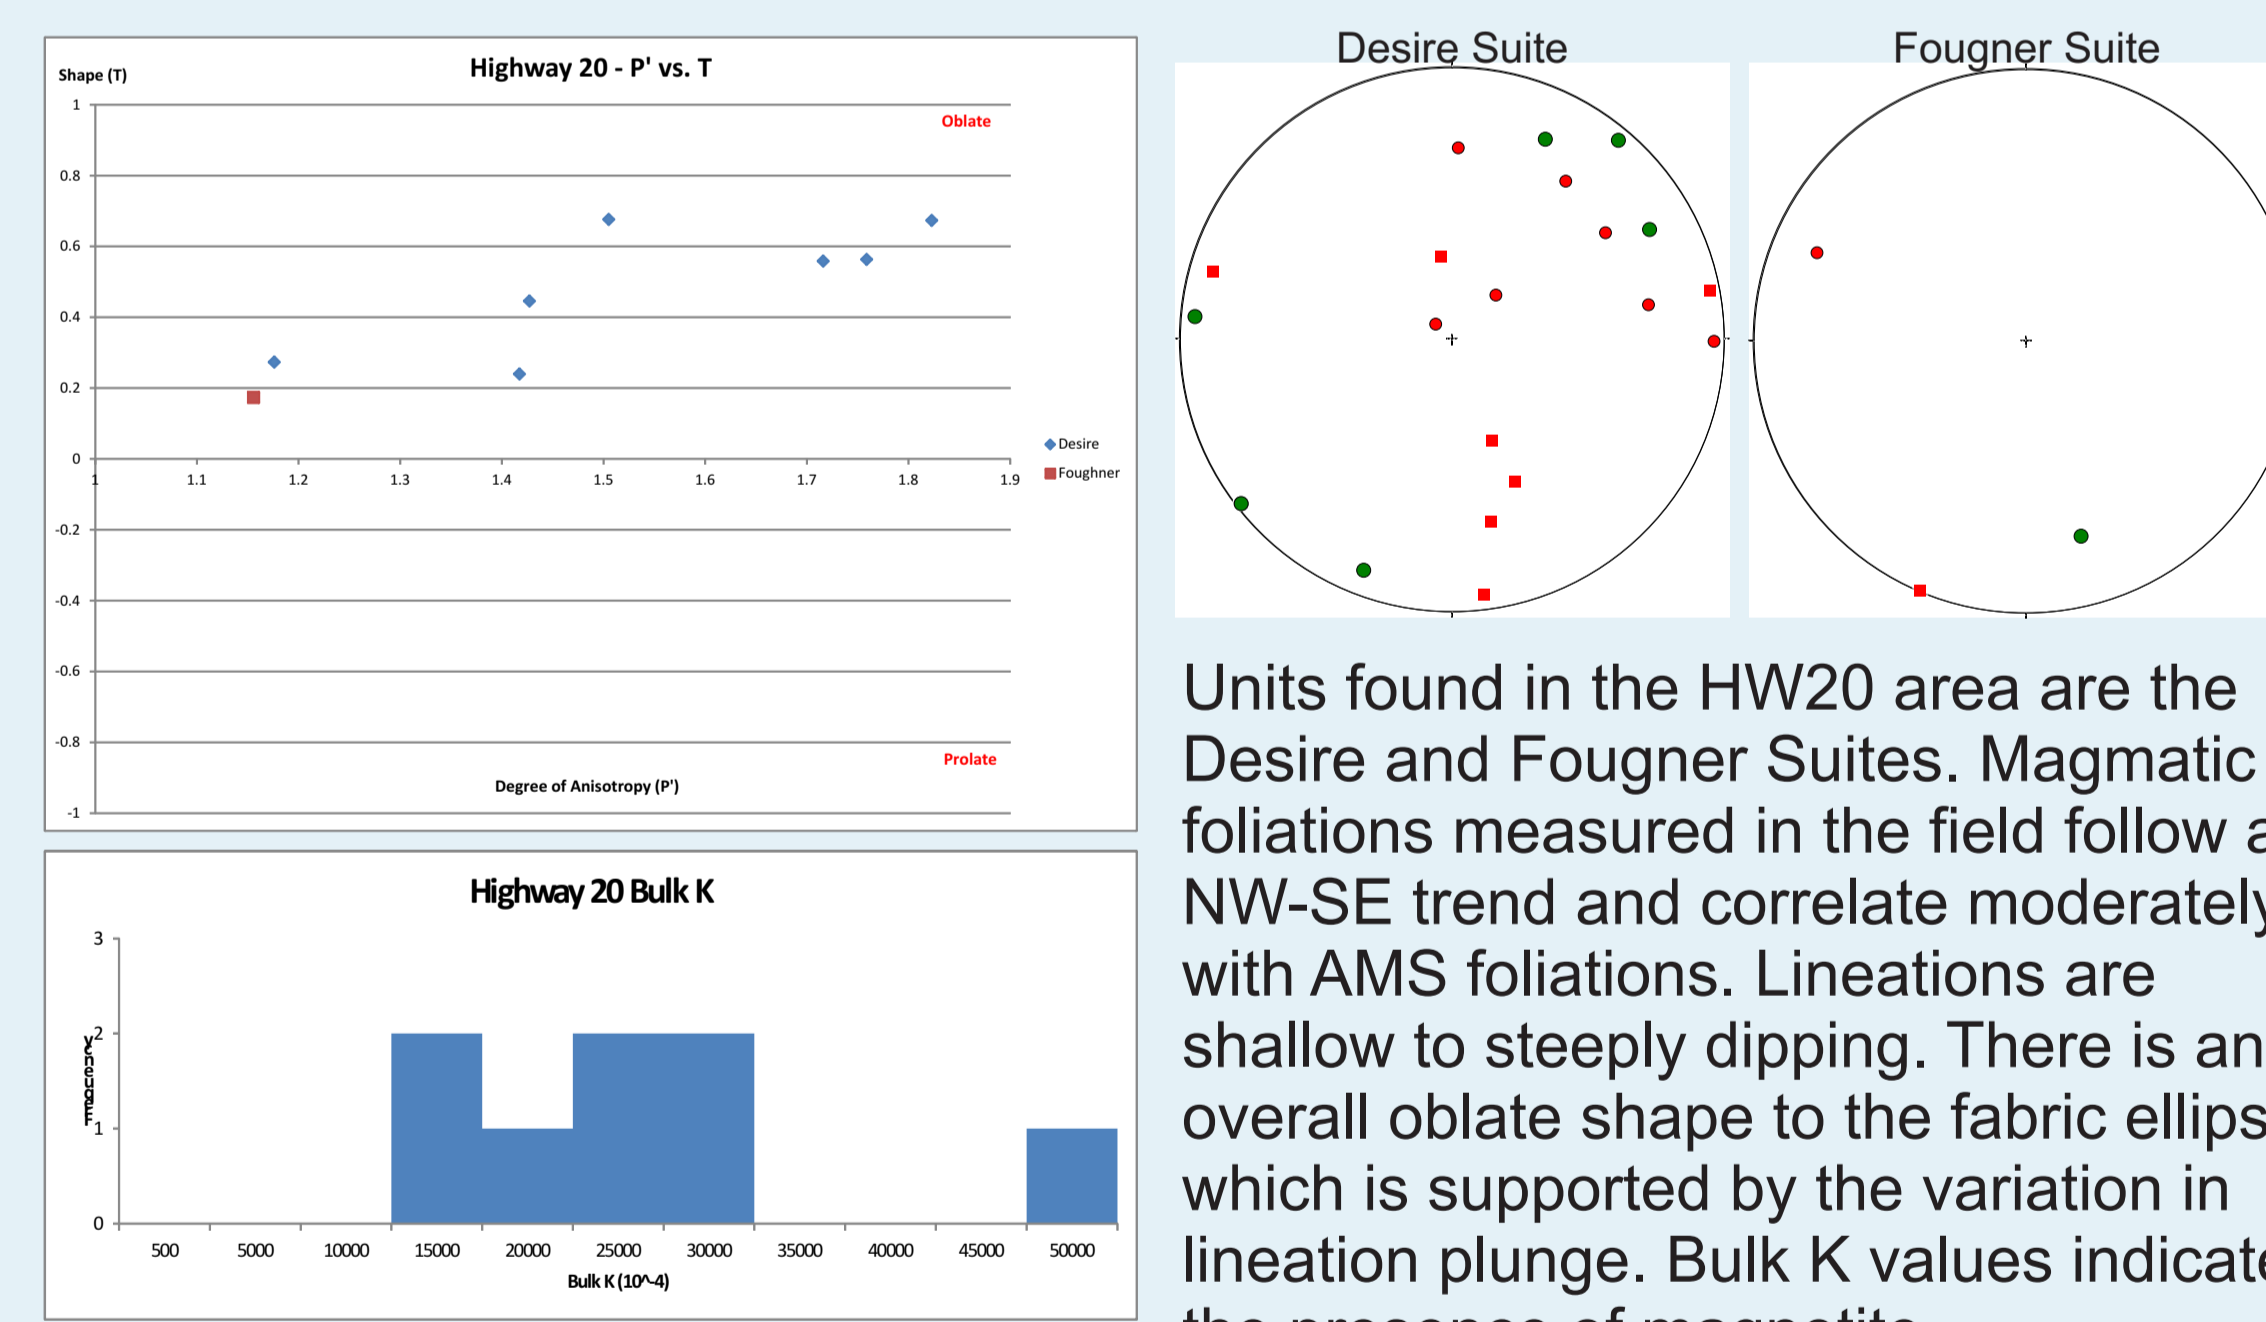 Highway 20 - P' vs. T
Shape (T)
1
0.8
0.6
0.4
0.2
0
-0.2
-0.4
-0.6
-0.8
-1
1 1.1 1.2 1.3 1.4 1.5 1.6 1.7 1.8 1.9
Oblate
Prolate
Degree of Anisotropy (P')
Desire
Foughner
Highway 20 Bulk K
Frequency
3
2
1
0
500 5000 10000 15000 20000 25000 30000 35000 40000 45000 50000
Bulk K (10^-4)
Desire Suite
Fougner Suite
Units found in the HW20 area are the
Desire and Fougner Suites. Magmatic
foliations measured in the field follow a
NW-SE trend and correlate moderately
with AMS foliations. Lineations are
shallow to steeply dipping. There is an
overall oblate shape to the fabric ellips
which is supported by the variation in
lineation plunge. Bulk K values indicate
the presence of magnetite